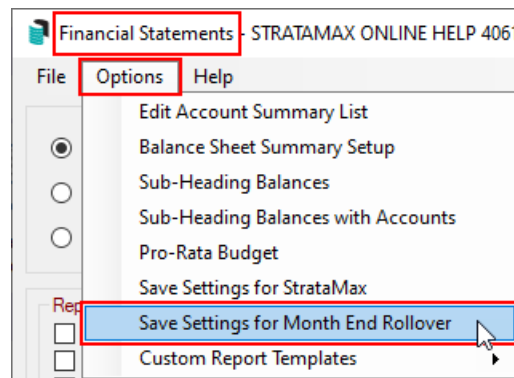 Financial Statements - STRATAMAX ONLINE HELP 4061
File Options Help
Edit Account Summary List
Balance Sheet Summary Setup
Sub-Heading Balances
Sub-Heading Balances with Accounts
Pro-Rata Budget
Save Settings for StrataMax
Rep
Save Settings for Month End Rollover
Custom Report Templates